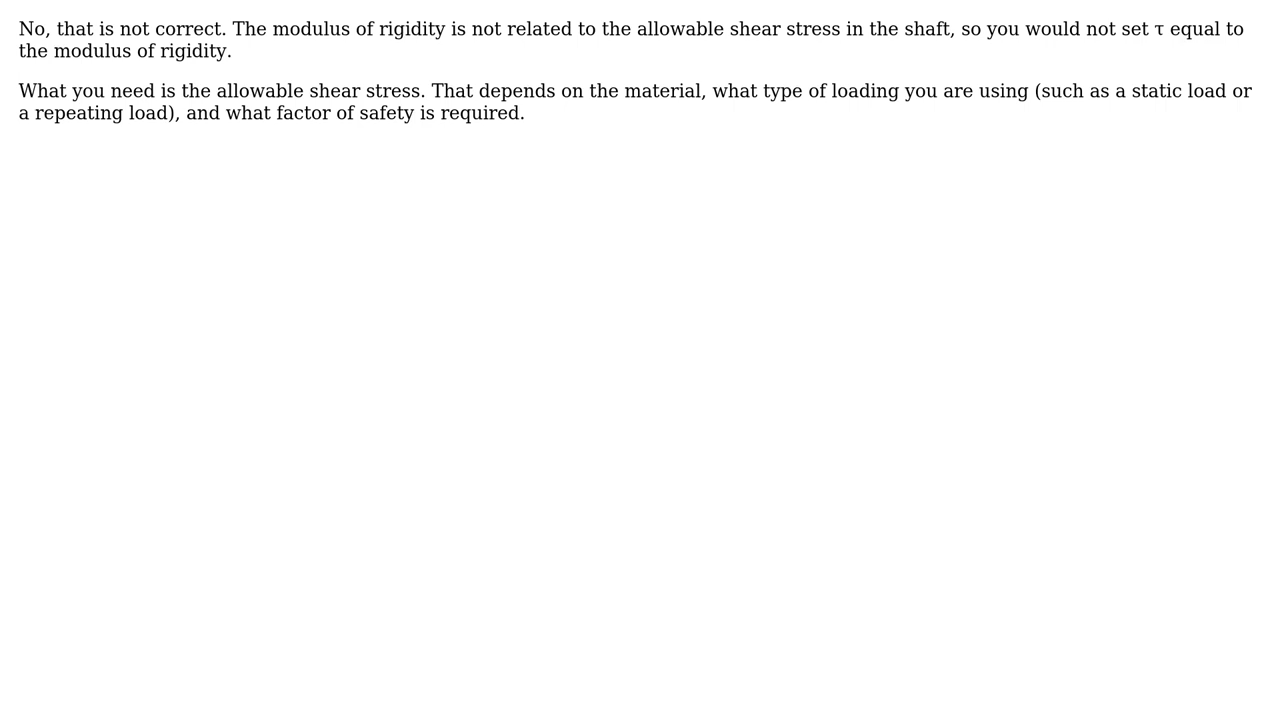 No, that is not correct. The modulus of rigidity is not related to the allowable shear stress in the shaft, so you would not set τ equal to
the modulus of rigidity.
What you need is the allowable shear stress. That depends on the material, what type of loading you are using (such as a static load or
a repeating load), and what factor of safety is required.